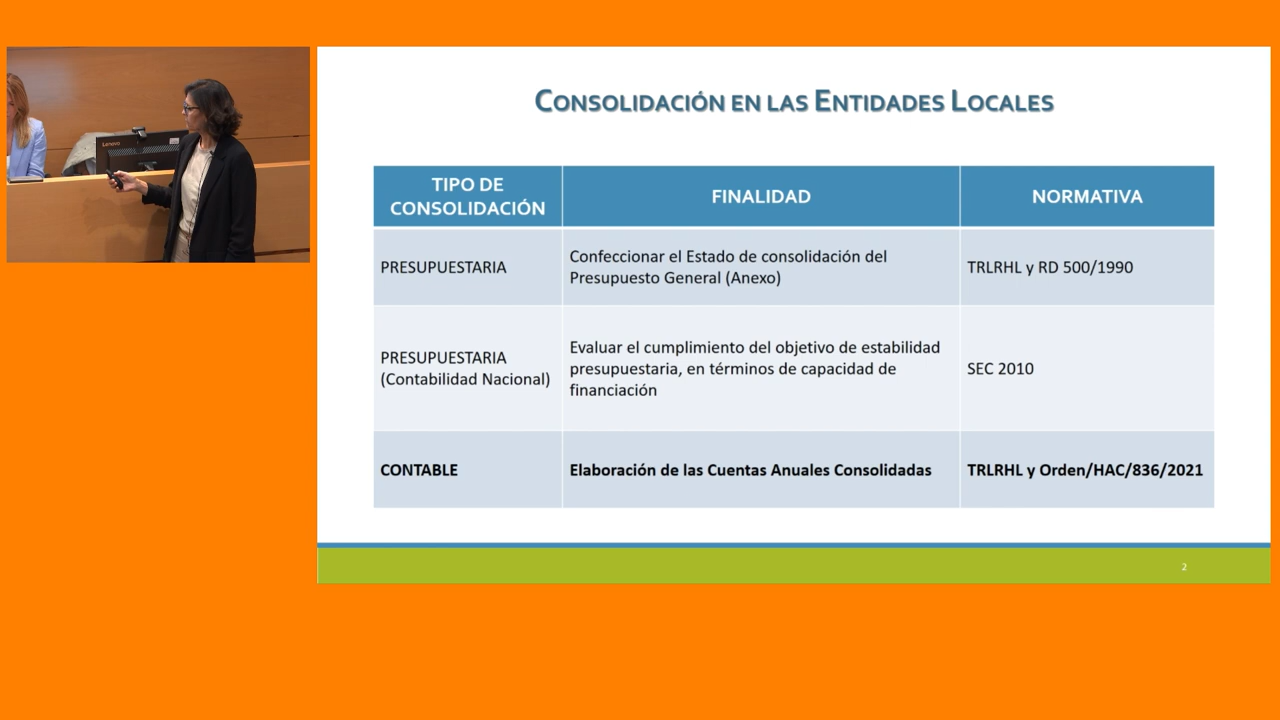 Lenovo
CONSOLIDACIÓN EN LAS ENTIDADES LOCALES
TIPO DE
CONSOLIDACIÓN
FINALIDAD
NORMATIVA
PRESUPUESTARIA
Confeccionar el Estado de consolidación del
Presupuesto General (Anexo)
TRLRHL y RD 500/1990
PRESUPUESTARIA
(Contabilidad Nacional)
Evaluar el cumplimiento del objetivo de estabilidad
presupuestaria, en términos de capacidad de
financiación
SEC 2010
CONTABLE
Elaboración de las Cuentas Anuales Consolidadas
TRLRHL y Orden/HAC/836/2021
2